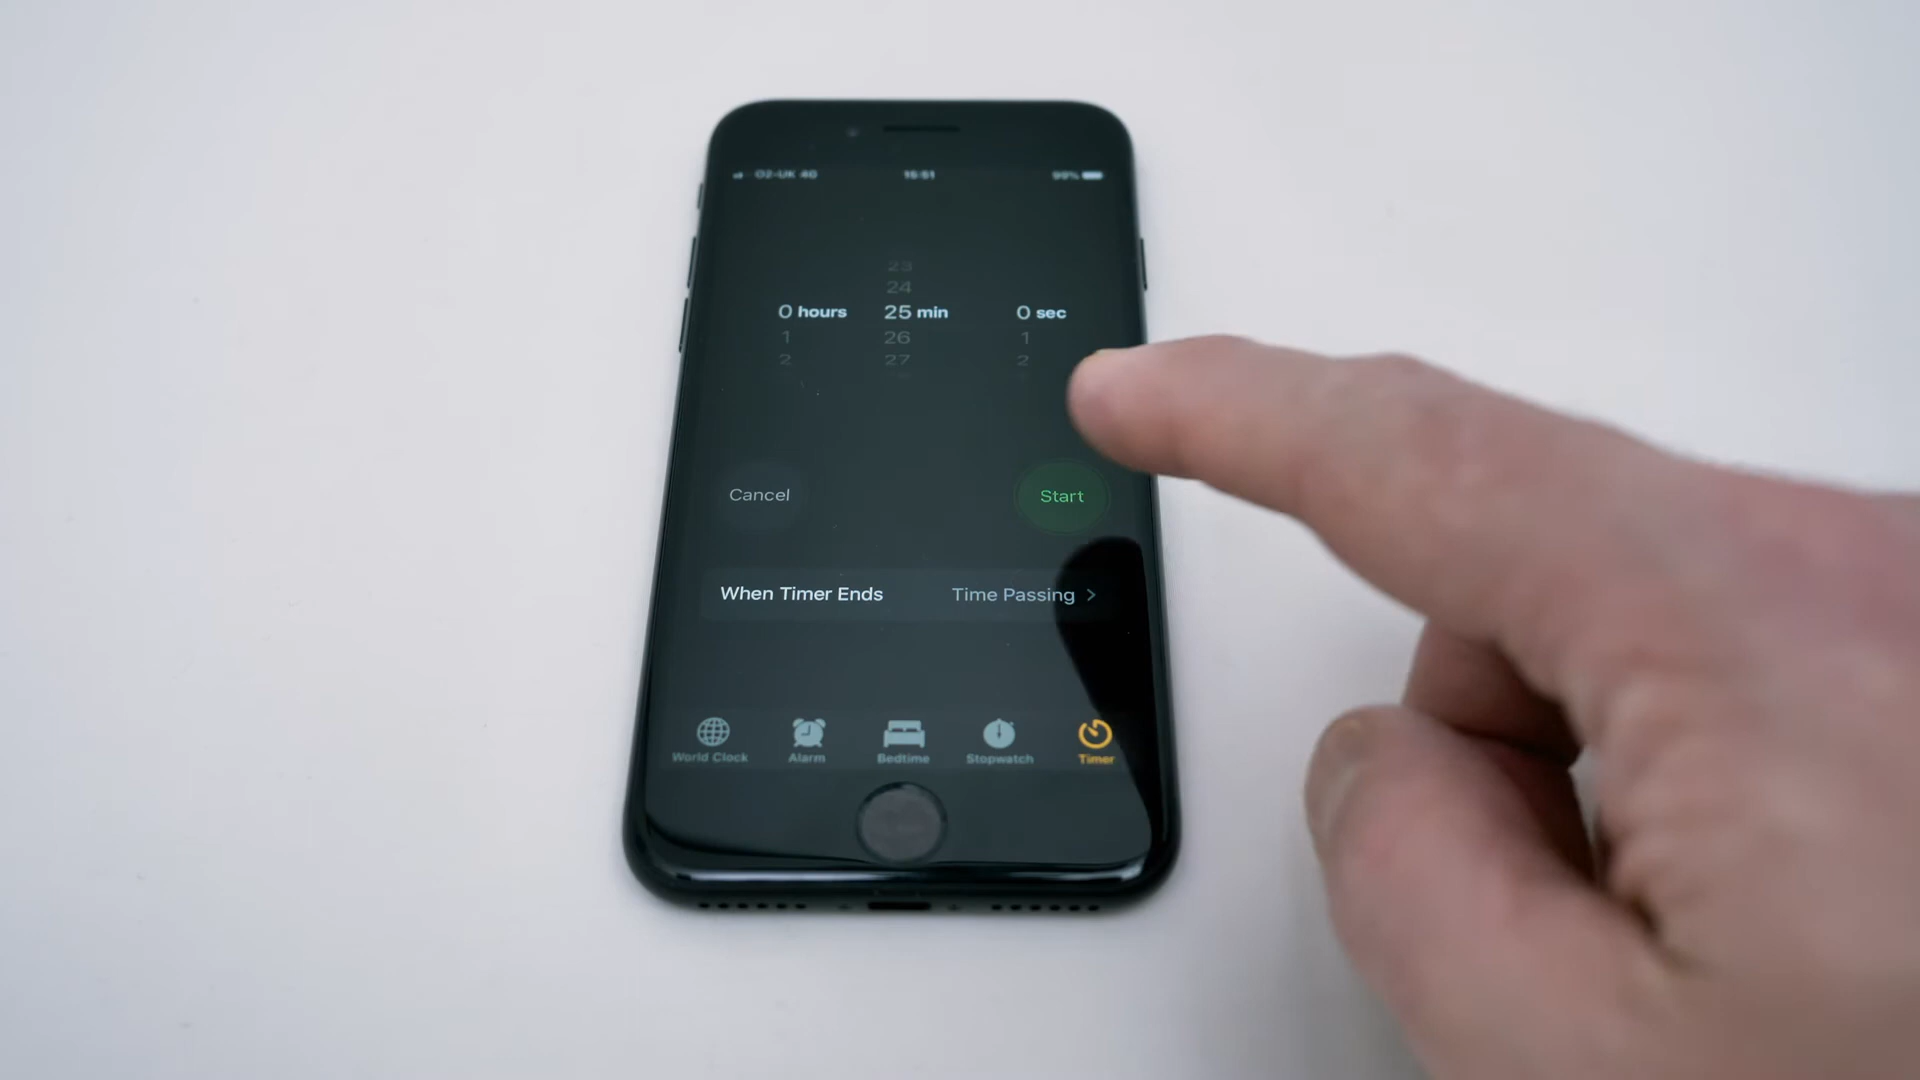 O2-UK 4G 15:51 99%
23
24
0 hours 25 min 0 sec
1 26 1
2 27 2
Cancel Start
When Timer Ends Time Passing
World Clock Alarm Bedtime Stopwatch Timer